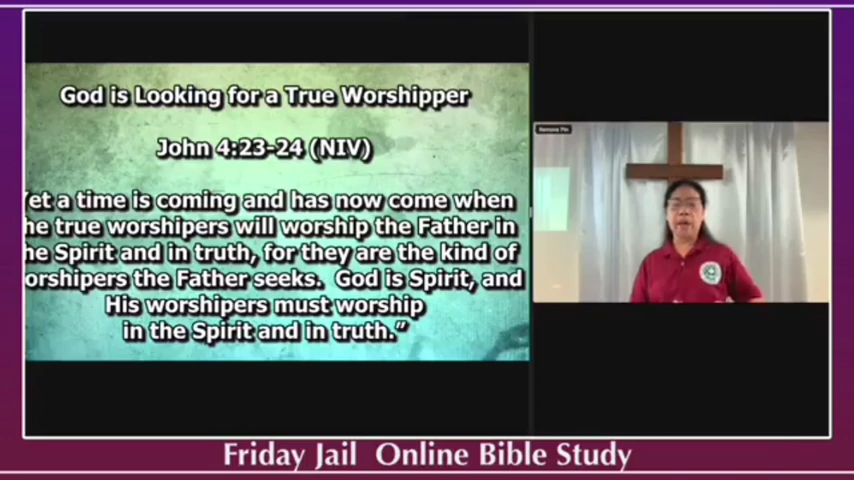 God is Looking for a True Worshipper
John 4:23-24 (NIV)
et a time is coming and has now come when
he true worshipers will worship the Father in
he Spirit and in truth, for they are the kind of
orshipers the Father seeks. God is Spirit, and
His worshipers must worship
in the Spirit and in truth.”
Remove Pin
Friday Jail Online Bible Study